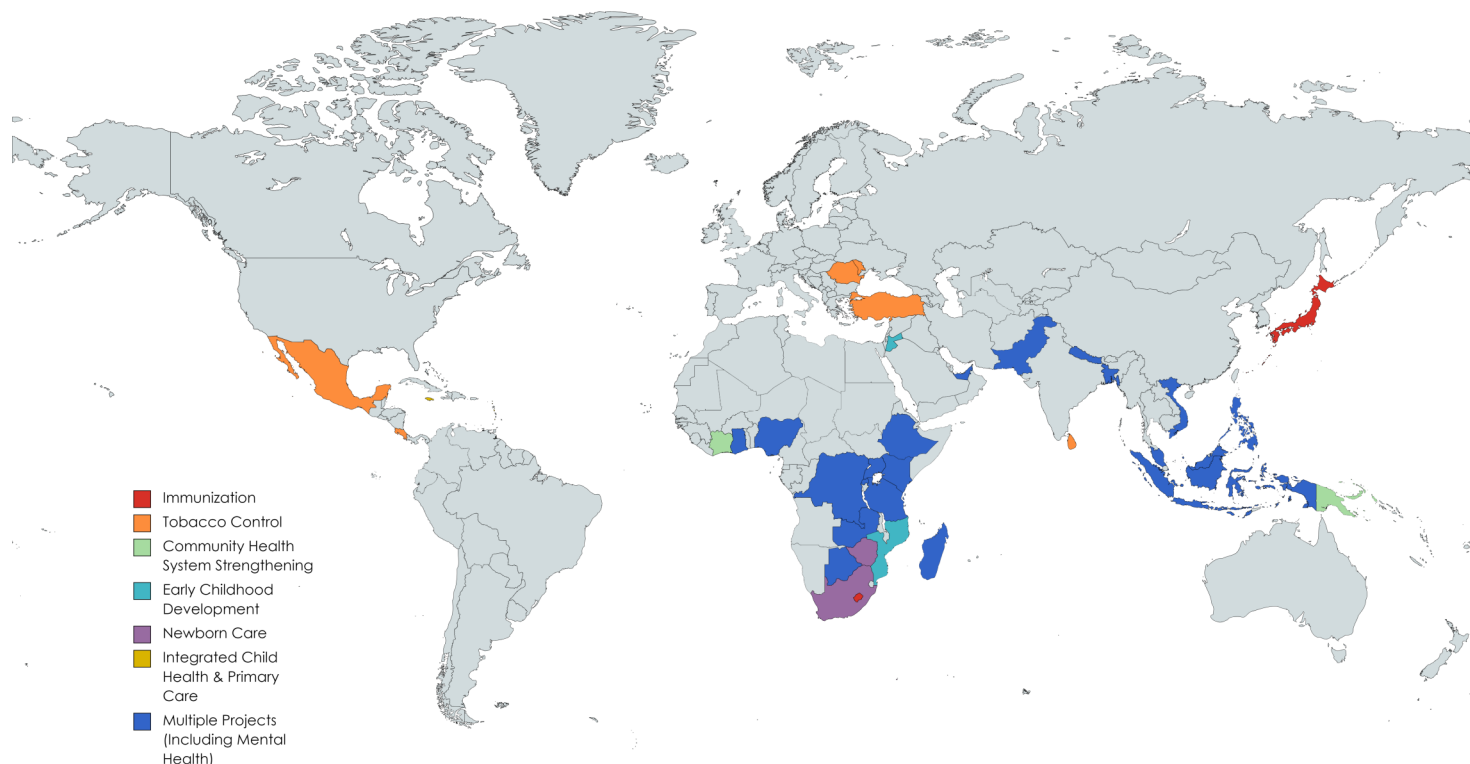 Immunization
Tobacco Control
Community Health
System Strengthening
Early Childhood
Development
Newborn Care
Integrated Child
Health & Primary
Care
Multiple Projects
(Including Mental
Health)